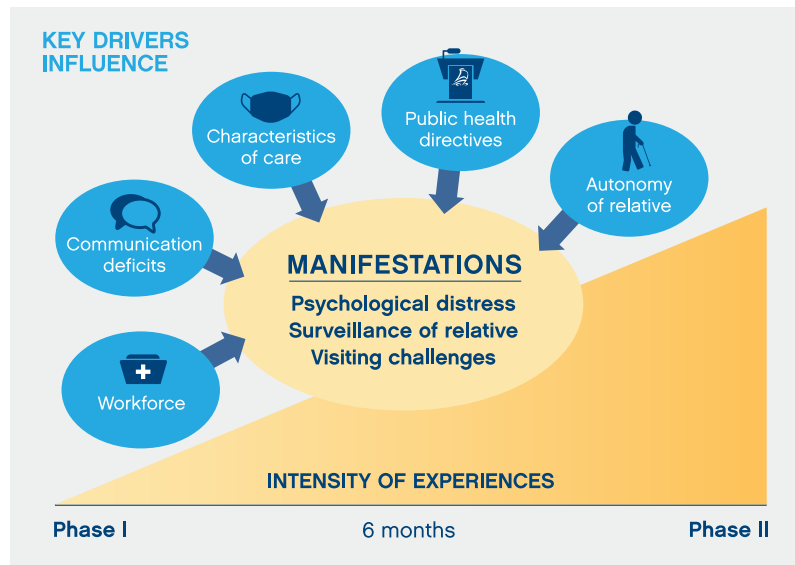 KEY DRIVERS
INFLUENCE
Characteristics
of care
Public health
directives
Autonomy
of relative
Communication
deficits
Workforce
MANIFESTATIONS
Psychological distress
Surveillance of relative
Visiting challenges
INTENSITY OF EXPERIENCES
Phase I
6 months
Phase II